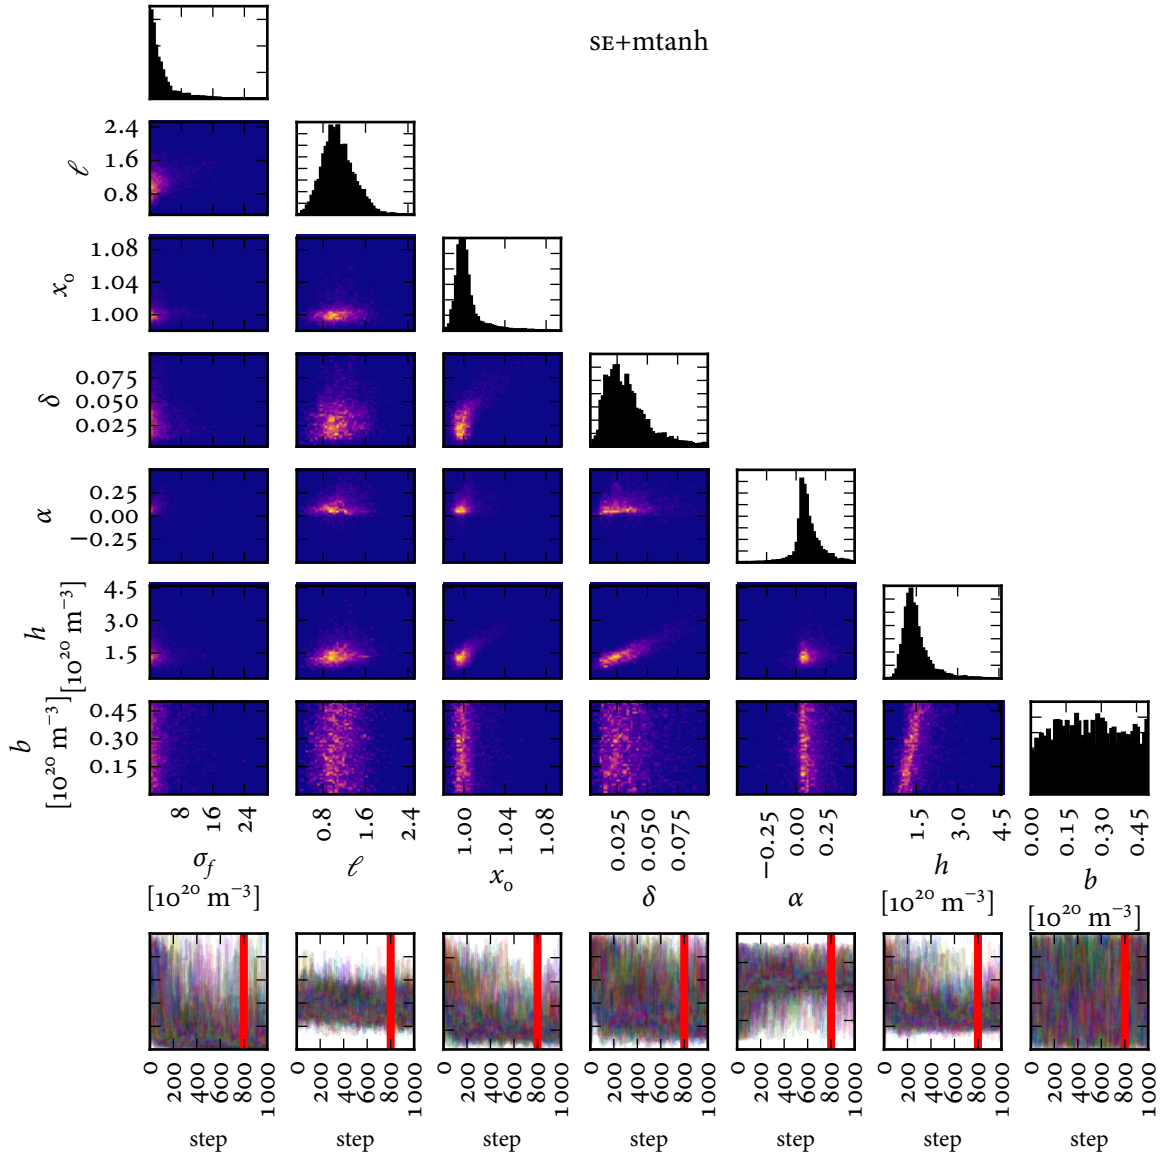 SE+mtanh
ℓ
2.4
1.6
0.8
x₀
1.08
1.04
1.00
δ
0.075
0.050
0.025
α
0.25
0.00
−0.25
h
[10²⁰ m⁻³]
4.5
3.0
1.5
b
[10²⁰ m⁻³]
0.45
0.30
0.15
8 16 24
0.8 1.6 2.4
1.00 1.04 1.08
0.025 0.050 0.075
−0.25 0.00 0.25
1.5 3.0 4.5
0.00 0.15 0.30 0.45
σ_f
[10²⁰ m⁻³]
ℓ
x₀
δ
α
h
[10²⁰ m⁻³]
b
[10²⁰ m⁻³]
0 200 400 600 800 1000
0 200 400 600 800 1000
0 200 400 600 800 1000
0 200 400 600 800 1000
0 200 400 600 800 1000
0 200 400 600 800 1000
0 200 400 600 800 1000
step step step step step step step